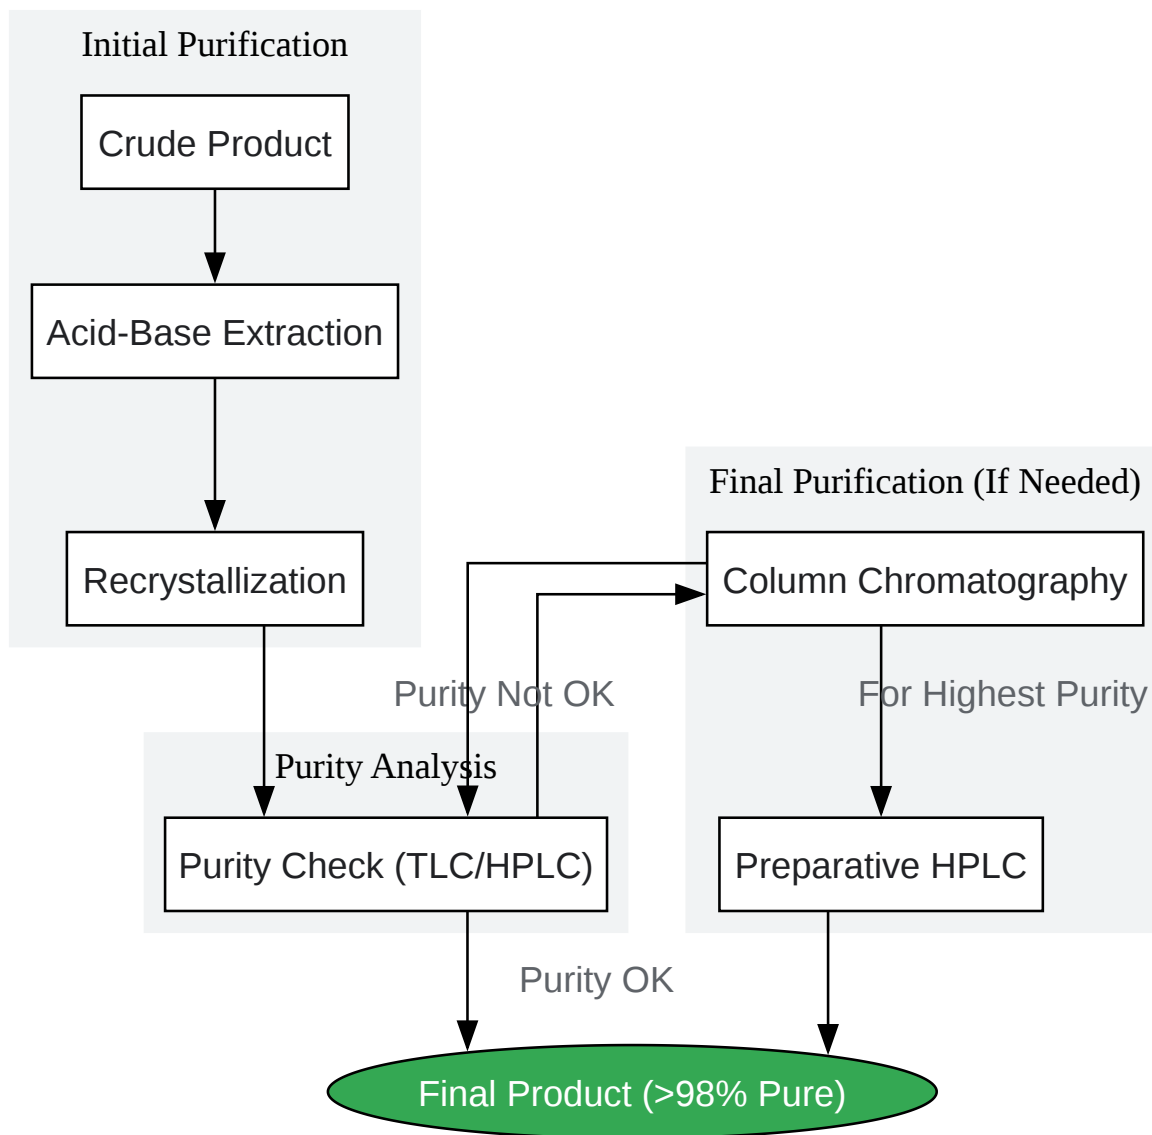 Initial Purification
Crude Product
Acid-Base Extraction
Recrystallization
Final Purification (If Needed)
Column Chromatography
Purity Not OK
For Highest Purity
Purity Analysis
Purity Check (TLC/HPLC)
Preparative HPLC
Purity OK
Final Product (>98% Pure)